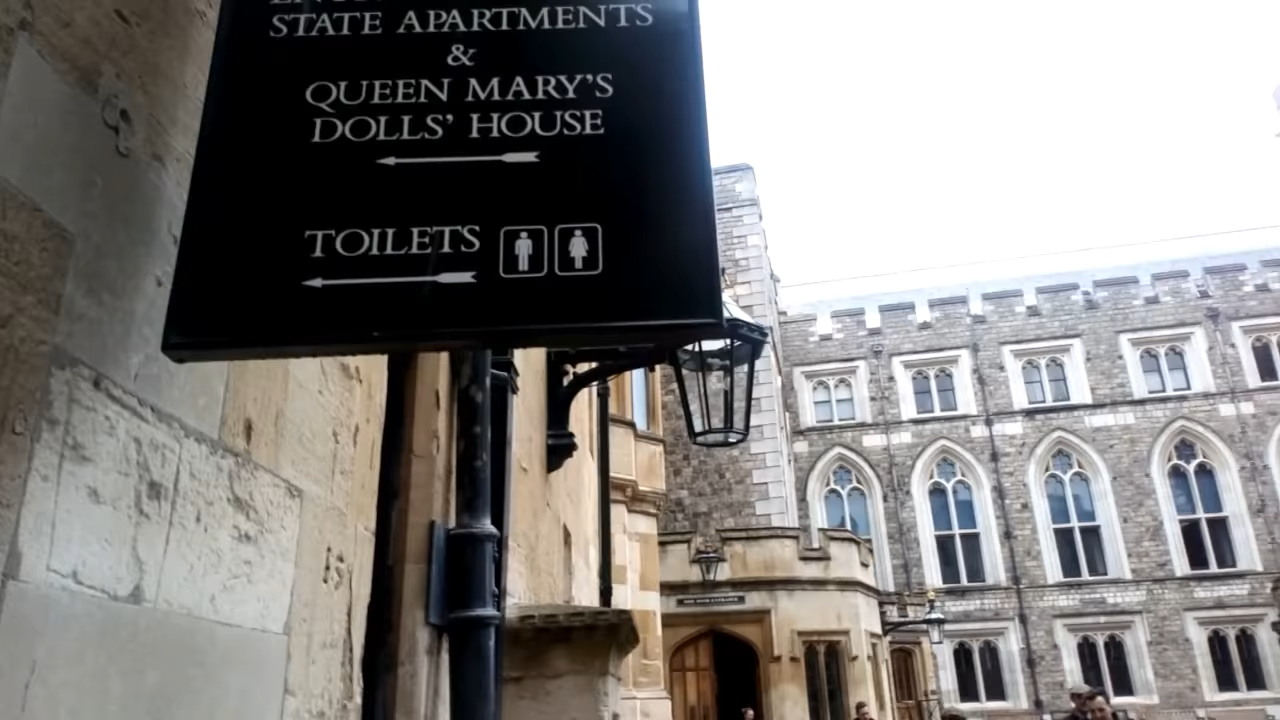 STATE APARTMENTS
&
QUEEN MARY'S
DOLLS' HOUSE
TOILETS